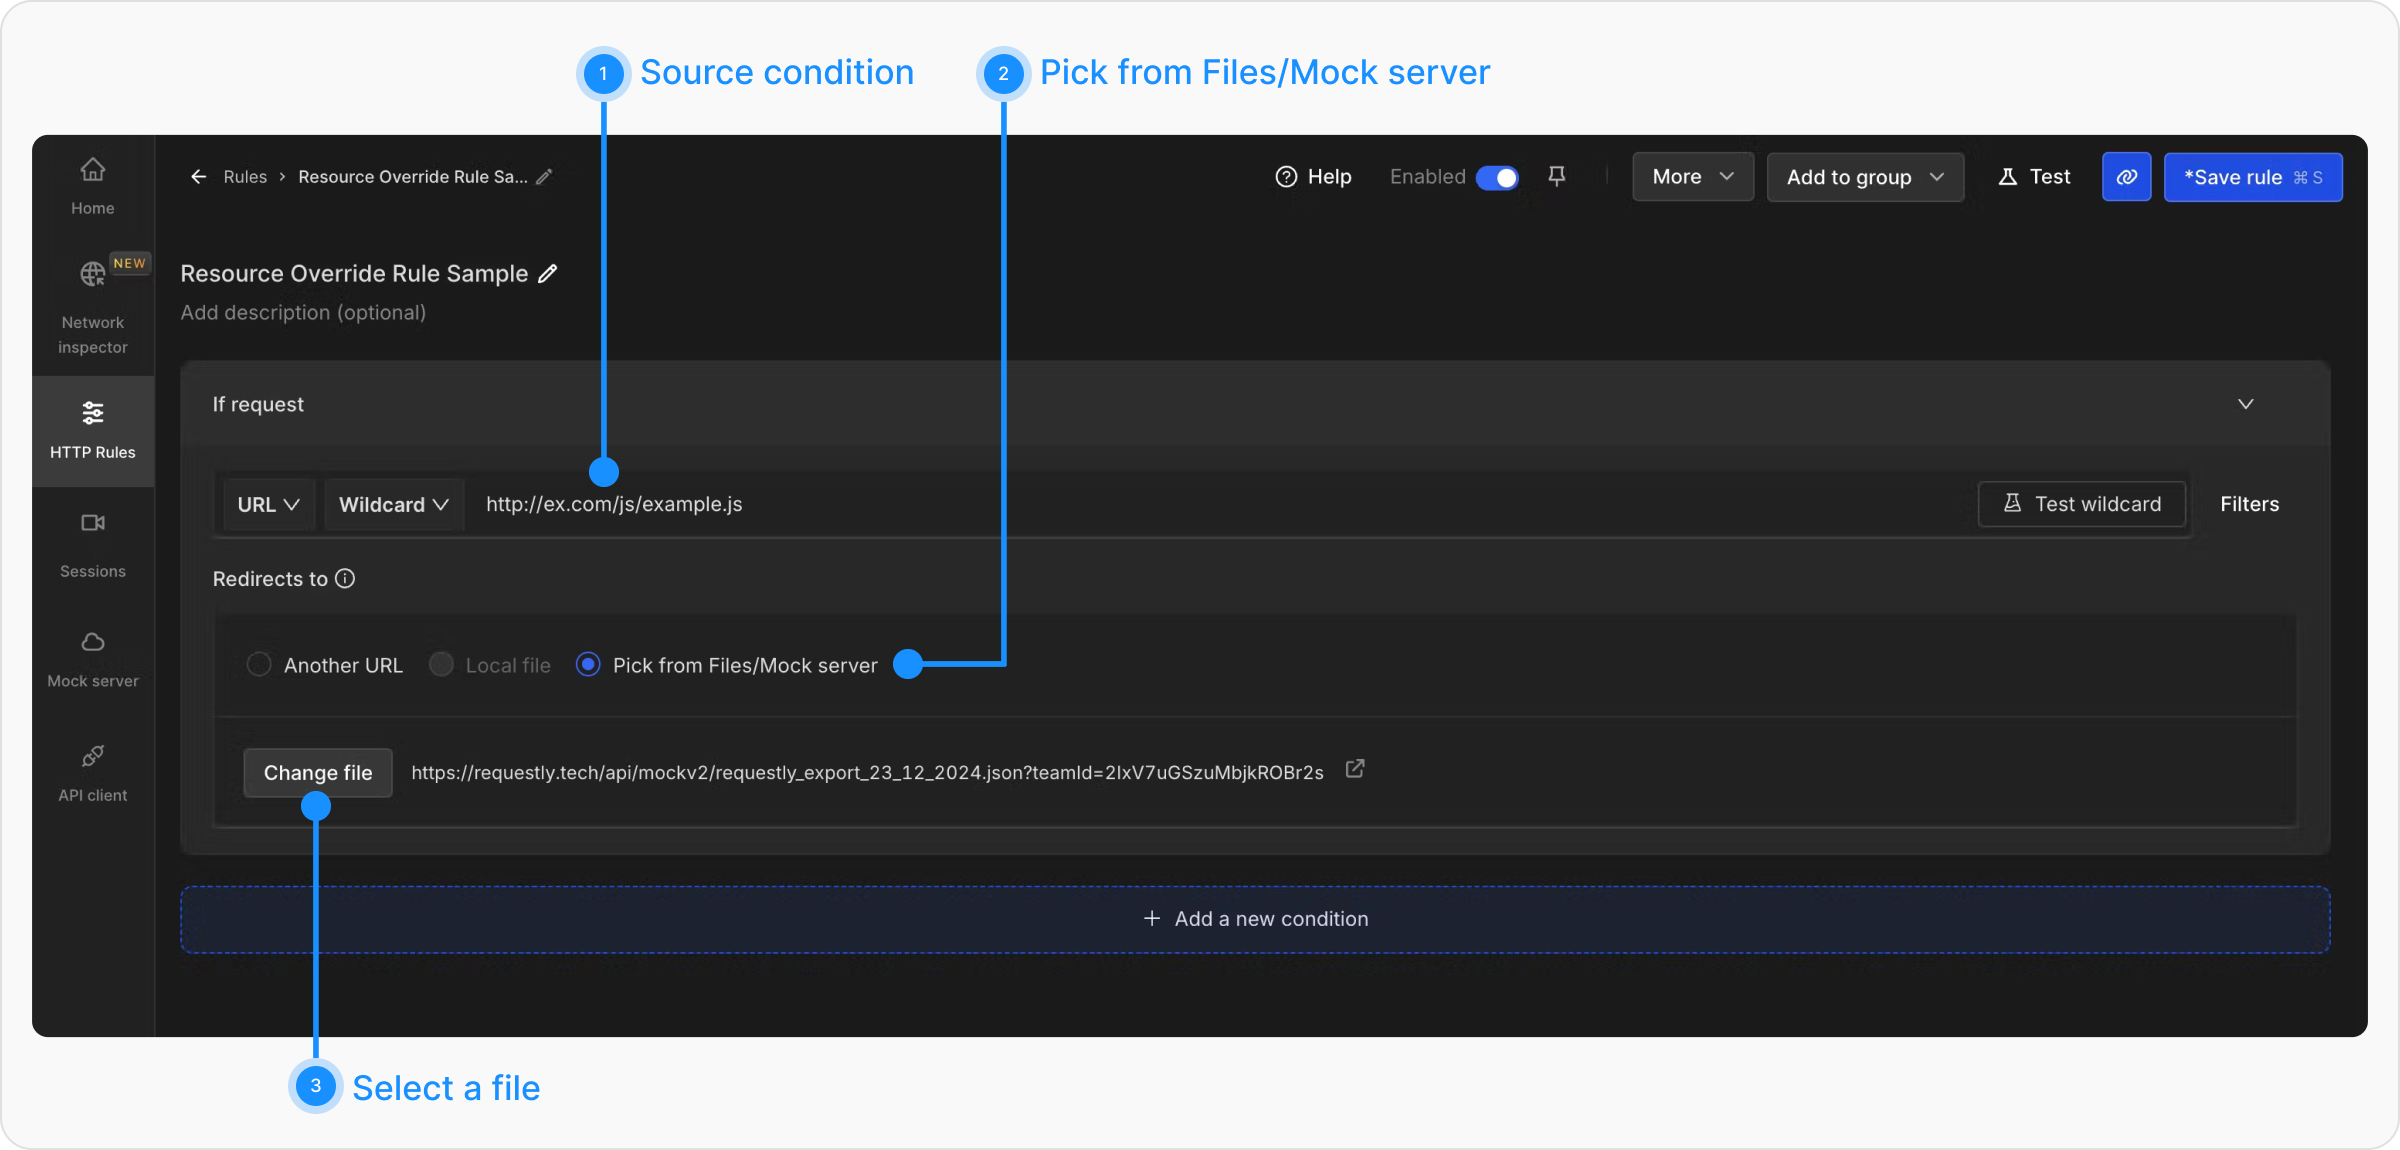 1 Source condition
2 Pick from Files/Mock server
Home
NEW
Network
inspector
HTTP Rules
Sessions
Mock server
API client
Rules > Resource Override Rule Sa...
Help
Enabled
More
Add to group
Test
*Save rule ⌘ S
Resource Override Rule Sample
Add description (optional)
If request
URL
Wildcard
http://ex.com/js/example.js
Test wildcard
Filters
Redirects to
Another URL
Local file
Pick from Files/Mock server
Change file
https://requestly.tech/api/mockv2/requestly_export_23_12_2024.json?teamId=2IxV7uGSzuMbjkROBr2s
+ Add a new condition
3 Select a file